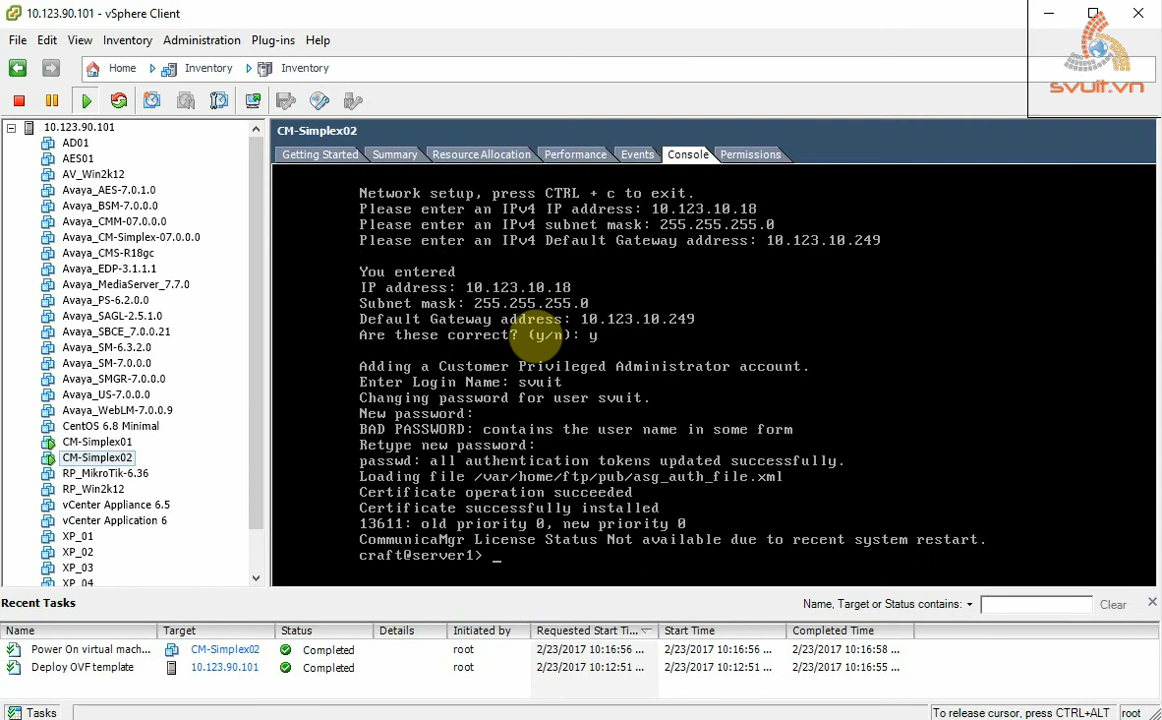 10.123.90.101 - vSphere Client
svuit.vn
File Edit View Inventory Administration Plug-ins Help
Home Inventory Inventory
10.123.90.101
AD01
AES01
AV_Win2k12
Avaya_AES-7.0.1.0
Avaya_BSM-7.0.0.0
Avaya_CMM-07.0.0.0
Avaya_CM-Simplex-07.0.0.0
Avaya_CMS-R18gc
Avaya_EDP-3.1.1.1
Avaya_MediaServer_7.7.0
Avaya_PS-6.2.0.0
Avaya_SAGL-2.5.1.0
Avaya_SBCE_7.0.0.21
Avaya_SM-6.3.2.0
Avaya_SM-7.0.0.0
Avaya_SMGR-7.0.0.0
Avaya_US-7.0.0.0
Avaya_WebLM-7.0.0.9
CentOS 6.8 Minimal
CM-Simplex01
CM-Simplex02
RP_MikroTik-6.36
RP_Win2k12
vCenter Appliance 6.5
vCenter Application 6
XP_01
XP_02
XP_03
XP_04
CM-Simplex02
Getting Started Summary Resource Allocation Performance Events Console Permissions
Network setup, press CTRL + c to exit.
Please enter an IPv4 IP address: 10.123.10.18
Please enter an IPv4 subnet mask: 255.255.255.0
Please enter an IPv4 Default Gateway address: 10.123.10.249
You entered
IP address: 10.123.10.18
Subnet mask: 255.255.255.0
Default Gateway address: 10.123.10.249
Are these correct? (y/n): y
Adding a Customer Privileged Administrator account.
Enter Login Name: svuit
Changing password for user svuit.
New password:
BAD PASSWORD: contains the user name in some form
Retype new password:
passwd: all authentication tokens updated successfully.
Loading file /var/home/ftp/pub/asg_auth_file.xml
Certificate operation succeeded
Certificate successfully installed
13611: old priority 0, new priority 0
CommunicaMgr License Status Not available due to recent system restart.
craft@server1> _
Recent Tasks
Name, Target or Status contains: Clear
Name Target Status Details Initiated by Requested Start Ti... Start Time Completed Time
Power On virtual mach... CM-Simplex02 Completed root 2/23/2017 10:16:56 ... 2/23/2017 10:16:56 ... 2/23/2017 10:16:58 ...
Deploy OVF template 10.123.90.101 Completed root 2/23/2017 10:12:51 ... 2/23/2017 10:12:51 ... 2/23/2017 10:16:55 ...
Tasks To release cursor, press CTRL+ALT root